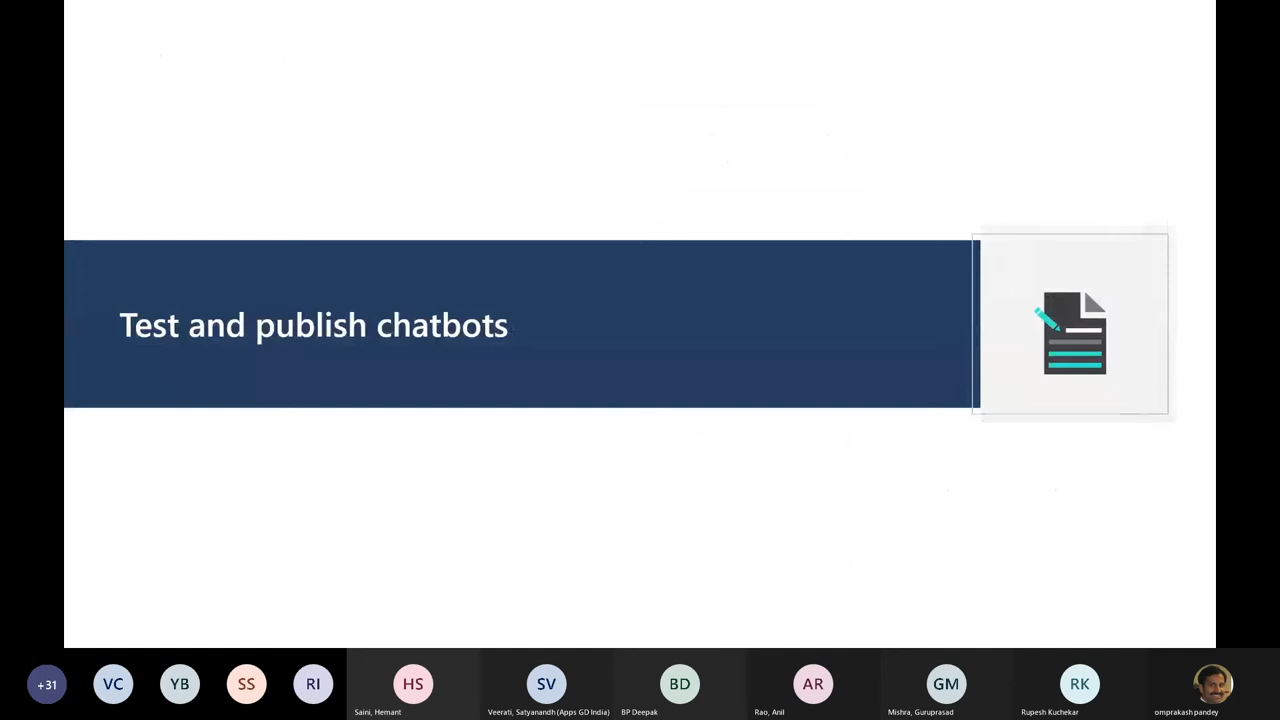 Test and publish chatbots
+31
VC
YB
SS
RI
HS
SV
BD
AR
GM
RK
Saini, Hemant
Veerati, Satyanandh (Apps GD India)
BP Deepak
Rao, Anil
Mishra, Guruprasad
Rupesh Kuchekar
omprakash pandey